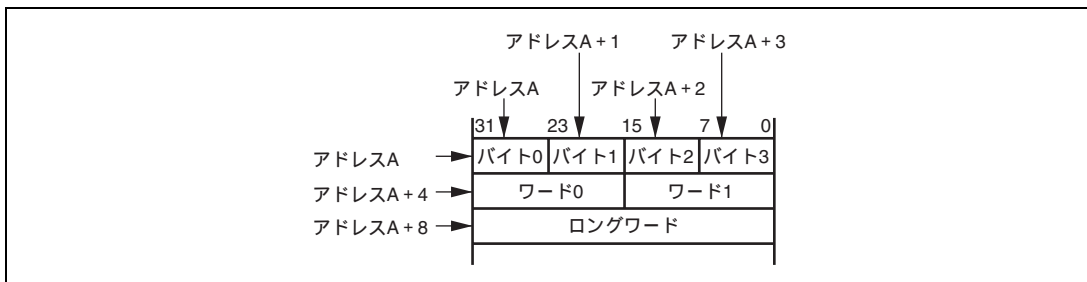 アドレスA+1 アドレスA+3
アドレスA アドレスA+2
31 23 15 7 0
アドレスA バイト0 バイト1 バイト2 バイト3
アドレスA+4 ワード0 ワード1
アドレスA+8 ロングワード